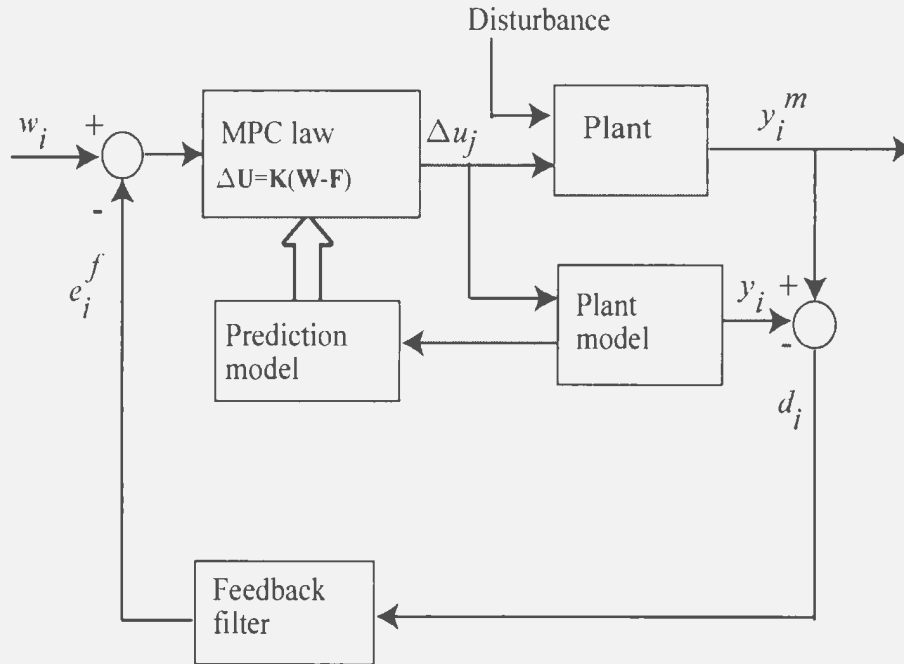 Disturbance
w_i
+
-
MPC law
ΔU=K(W-F)
Δu_j
Plant
y_i^m
e_i^f
Prediction
model
Plant
model
y_i
+
-
d_i
Feedback
filter